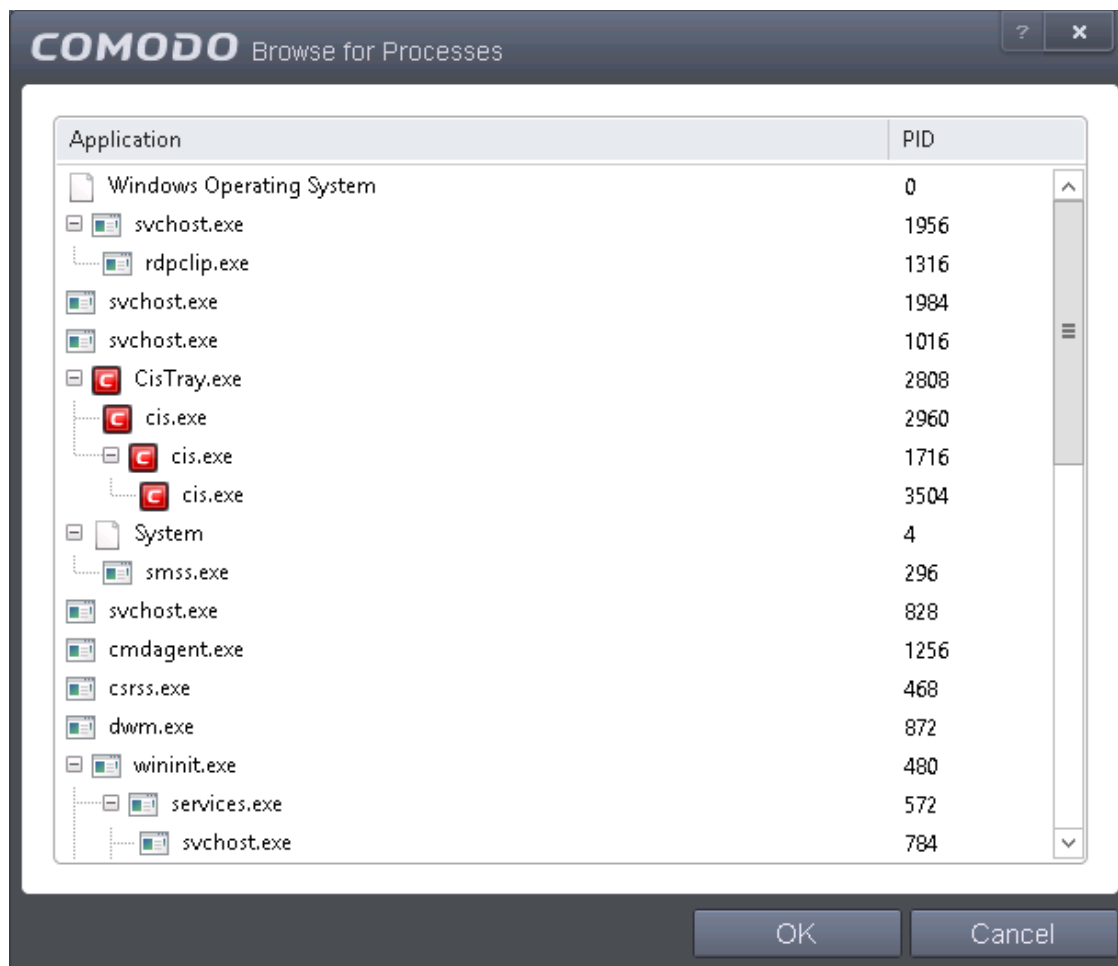 COMODO Browse for Processes ?
Application PID
Windows Operating System 0
svchost.exe 1956
rdpclip.exe 1316
svchost.exe 1984
svchost.exe 1016
CisTray.exe 2808
cis.exe 2960
cis.exe 1716
cis.exe 3504
System 4
smss.exe 296
svchost.exe 828
cmdagent.exe 1256
csrss.exe 468
dwm.exe 872
wininit.exe 480
services.exe 572
svchost.exe 784
OK Cancel